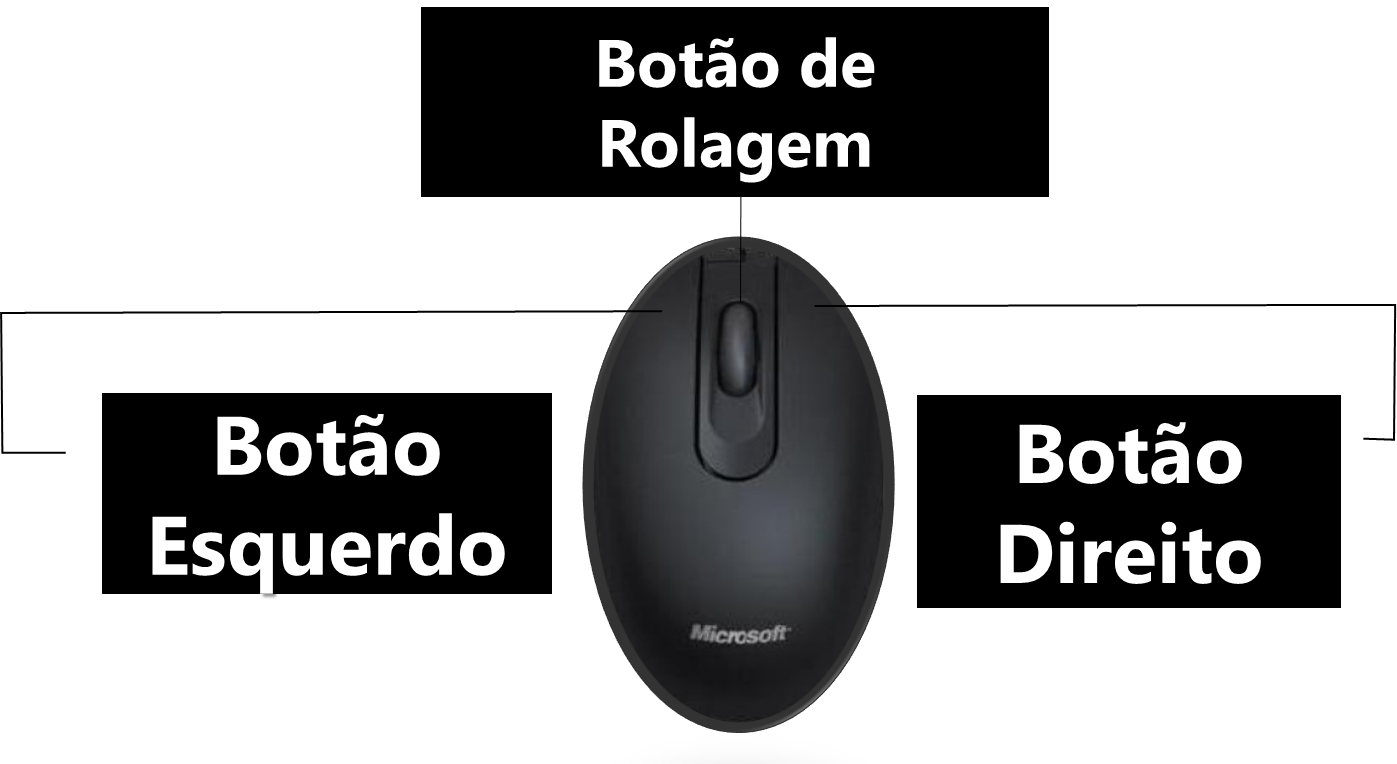 Botão de
Rolagem
Botão
Esquerdo
Botão
Direito
Microsoft